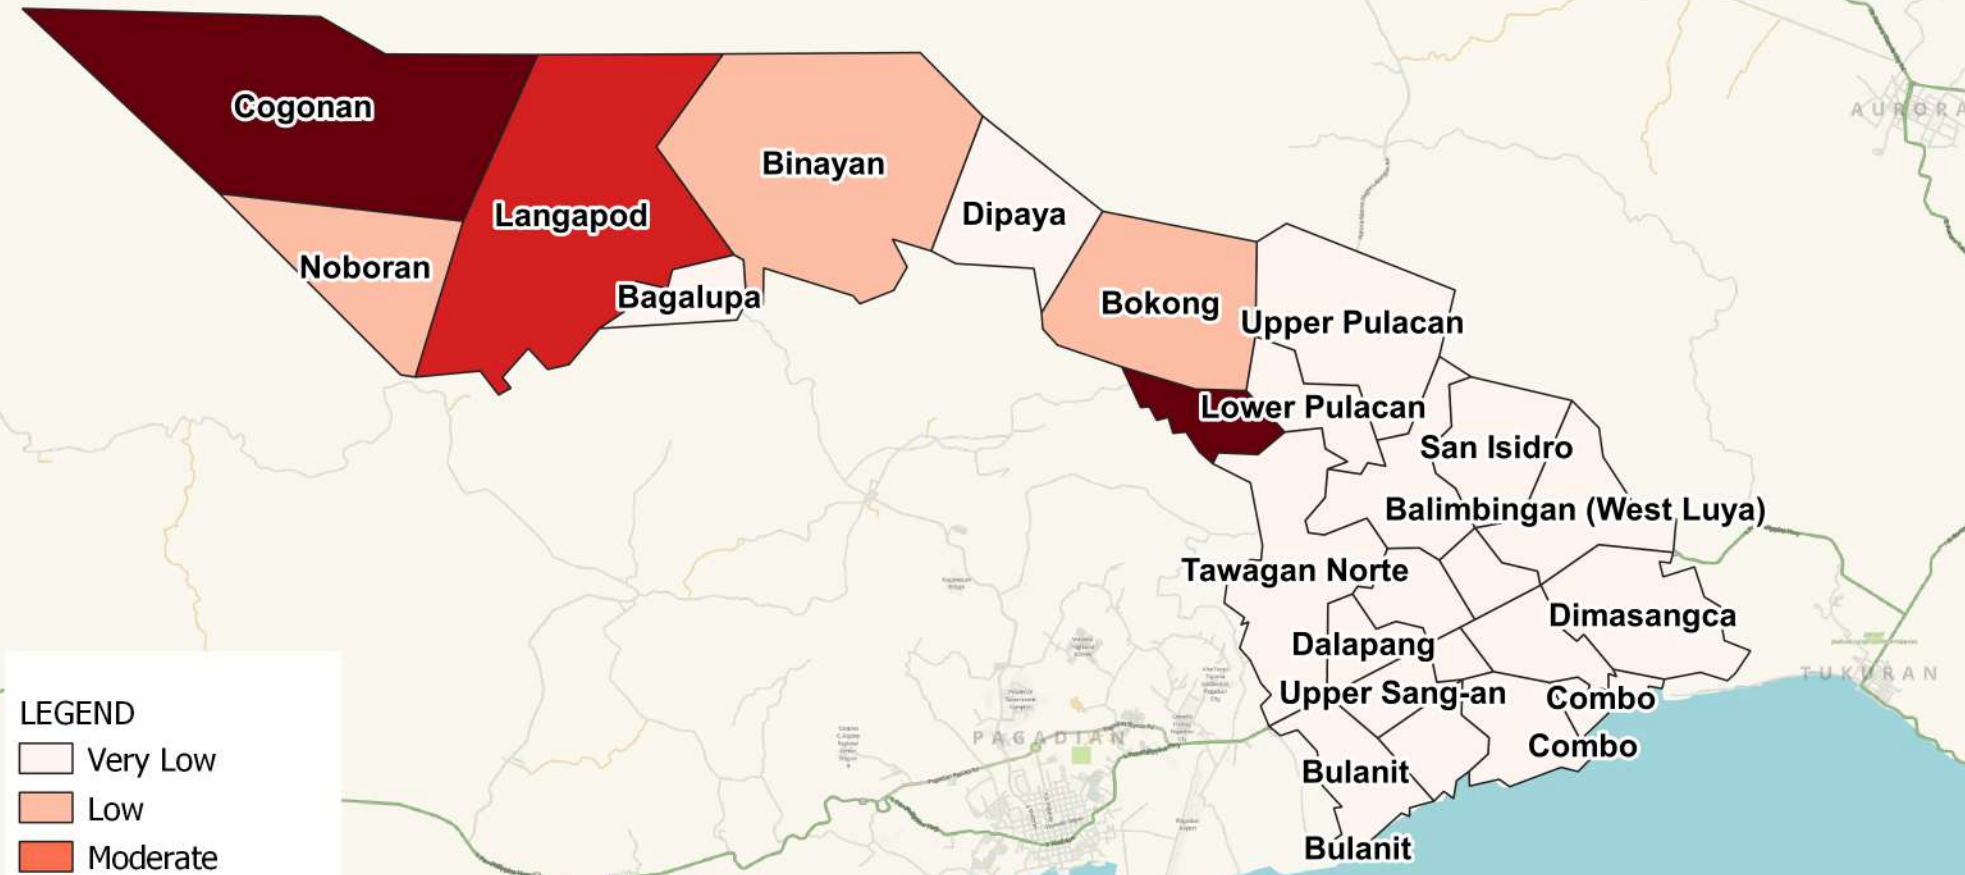 Cogonan
Langapod
Binayan
Dipaya
Noboran
Bagalupa
Bokong
Upper Pulacan
Lower Pulacan
San Isidro
Balimbingan (West Luya)
Tawagan Norte
Dimasangca
Dalapang
Upper Sang-an
Combo
Combo
Bulanit
Bulanit
AURORA
TUKURAN
PAGADIAN
LEGEND
Very Low
Low
Moderate